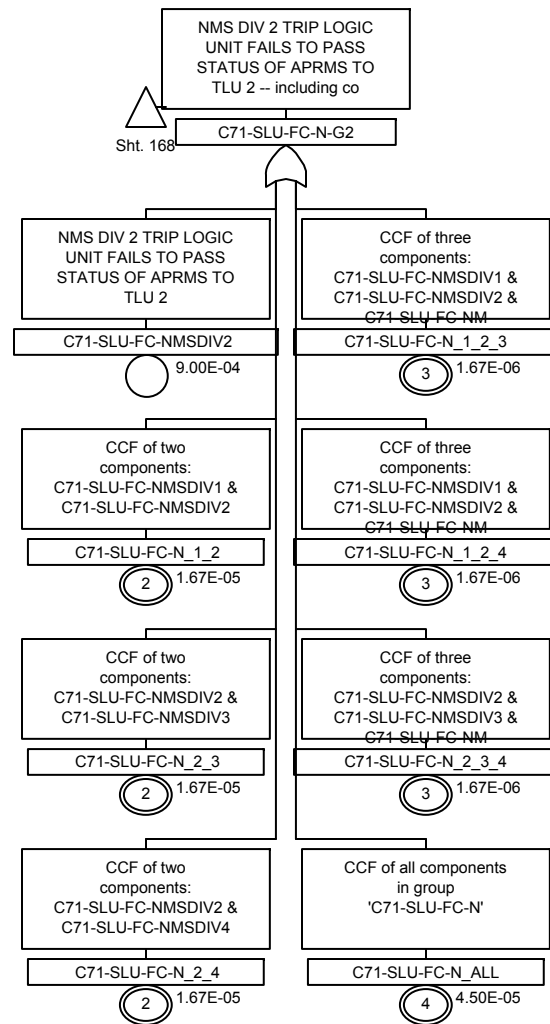 NMS DIV 2 TRIP LOGIC
UNIT FAILS TO PASS
STATUS OF APRMS TO
TLU 2 -- including co
Sht. 168
C71-SLU-FC-N-G2
NMS DIV 2 TRIP LOGIC
UNIT FAILS TO PASS
STATUS OF APRMS TO
TLU 2
C71-SLU-FC-NMSDIV2
9.00E-04
CCF of three
components:
C71-SLU-FC-NMSDIV1 &
C71-SLU-FC-NMSDIV2 &
C71-SLU-FC-NM
C71-SLU-FC-N_1_2_3
3
1.67E-06
CCF of two
components:
C71-SLU-FC-NMSDIV1 &
C71-SLU-FC-NMSDIV2
C71-SLU-FC-N_1_2
2
1.67E-05
CCF of three
components:
C71-SLU-FC-NMSDIV1 &
C71-SLU-FC-NMSDIV2 &
C71-SLU-FC-NM
C71-SLU-FC-N_1_2_4
3
1.67E-06
CCF of two
components:
C71-SLU-FC-NMSDIV2 &
C71-SLU-FC-NMSDIV3
C71-SLU-FC-N_2_3
2
1.67E-05
CCF of three
components:
C71-SLU-FC-NMSDIV2 &
C71-SLU-FC-NMSDIV3 &
C71-SLU-FC-NM
C71-SLU-FC-N_2_3_4
3
1.67E-06
CCF of two
components:
C71-SLU-FC-NMSDIV2 &
C71-SLU-FC-NMSDIV4
C71-SLU-FC-N_2_4
2
1.67E-05
CCF of all components
in group
'C71-SLU-FC-N'
C71-SLU-FC-N_ALL
4
4.50E-05